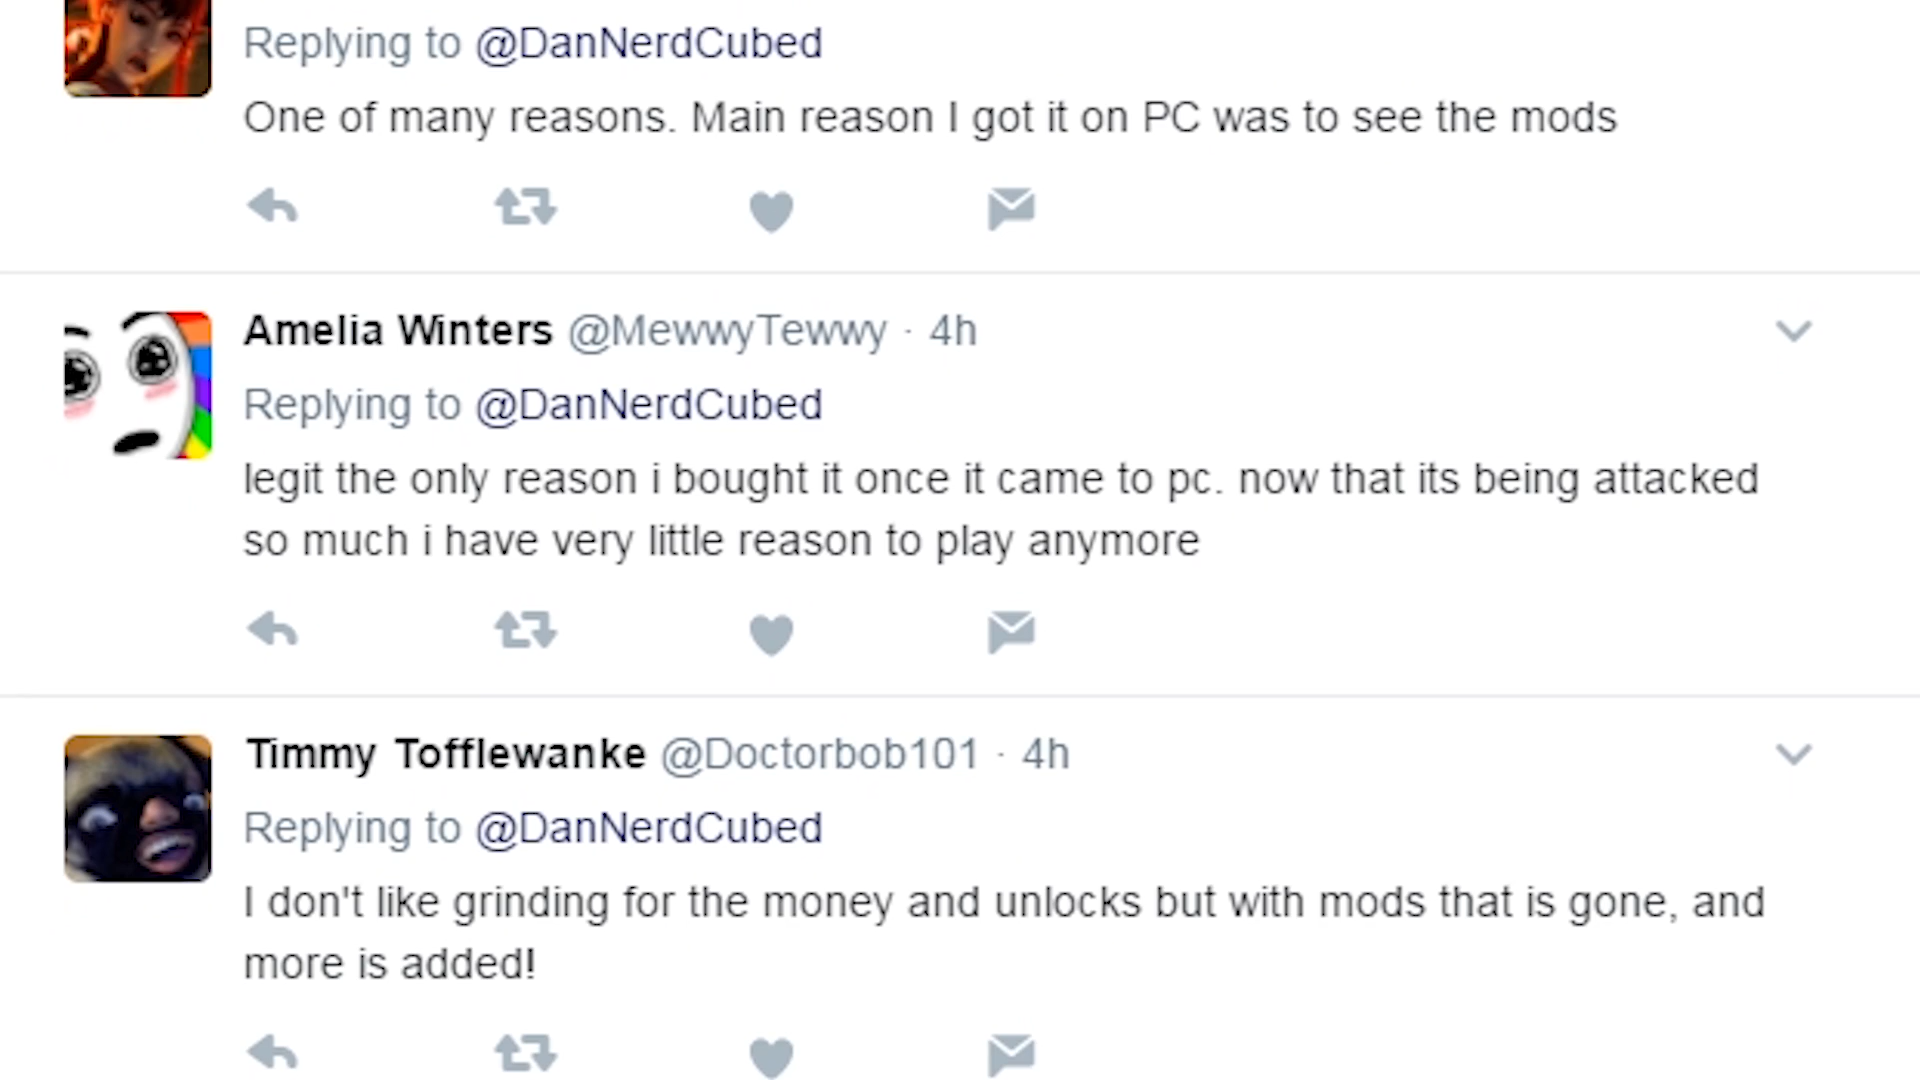 Replying to @DanNerdCubed
One of many reasons. Main reason I got it on PC was to see the mods
Amelia Winters @MewwyTewwy · 4h
Replying to @DanNerdCubed
legit the only reason i bought it once it came to pc. now that its being attacked
so much i have very little reason to play anymore
Timmy Tofflewanke @Doctorbob101 · 4h
Replying to @DanNerdCubed
I don't like grinding for the money and unlocks but with mods that is gone, and
more is added!